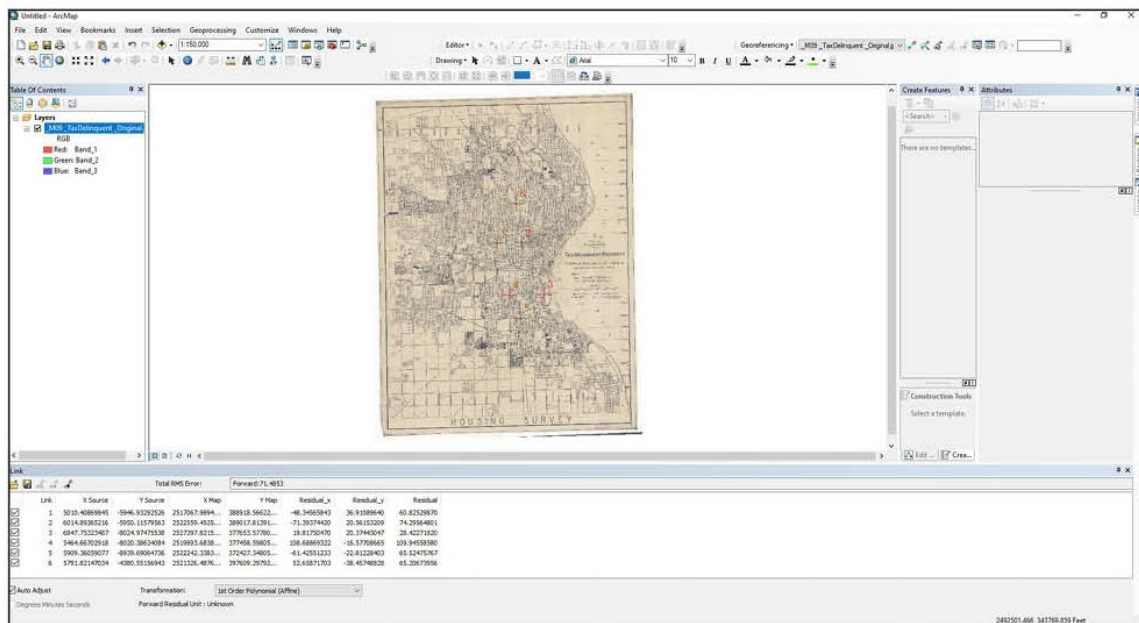 Untitled - ArcMap
File Edit View Bookmarks Insert Selection Geoprocessing Customize Windows Help
1:150,000
Editor
Georeferencing
_M09_TaxDelinquent_Original.g
Drawing
Arial
10
B I U A
Table Of Contents
Layers
_M09_TaxDelinquent_Original.
RGB
Red: Band_1
Green: Band_2
Blue: Band_3
HOUSING SURVEY
Create Features
<Search>
There are no templates..
Construction Tools
Select a template.
Edit ...
Crea...
Attributes
Link
Total RMS Error: Forward:71.4853
Link X Source Y Source X Map Y Map Residual_x Residual_y Residual
1 5010.40869845 -5946.93292526 2517067.9894... 388918.56622... -48.34565843 36.91089640 60.82529870
2 6014.89365216 -5950.11579563 2522559.4535... 389017.81391... -71.39374420 20.56153209 74.29564801
3 6847.75323487 -8024.97475538 2527397.8215... 377653.57780... 19.81750470 20.37443047 28.42271820
4 5464.66702918 -8020.38634084 2519893.6838... 377458.59805... 108.68869322 -16.57708665 109.94558580
5 5909.36059077 -8939.69064736 2522242.3383... 372427.34805... -61.42551233 -22.81228403 65.52475767
6 5791.82147034 -4380.55156943 2521326.4876... 397609.29792... 52.65871703 -38.45748828 65.20673956
Auto Adjust
Transformation: 1st Order Polynomial (Affine)
Degrees Minutes Seconds
Forward Residual Unit : Unknown
2492501.466 343769.859 Feet